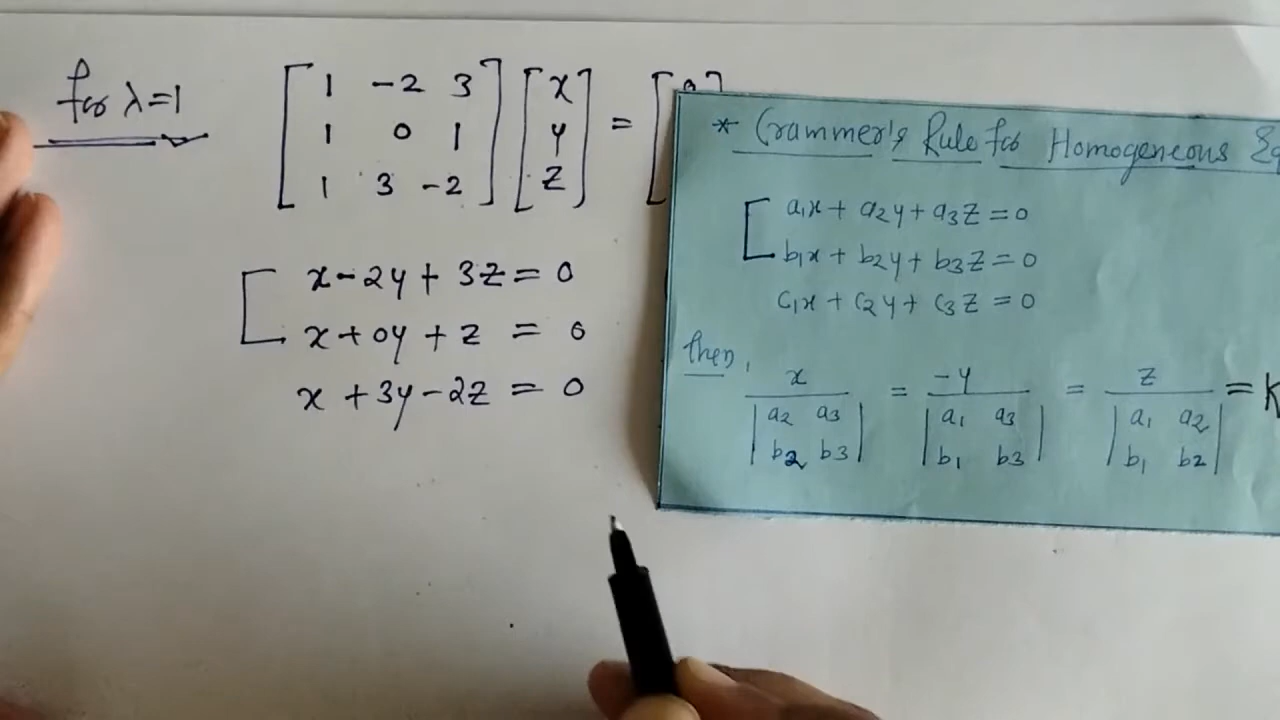 for λ=1
[ 1 -2 3 ] [ x ] = [ 0 ]
[ 1 0 1 ] [ y ]
[ 1 3 -2 ] [ z ]
x-2y+3z=0
x+0y+z=0
x+3y-2z=0
* Crammer's Rule for Homogeneous
a₁x+a₂y+a₃z=0
b₁x+b₂y+b₃z=0
c₁x+c₂y+c₃z=0
then,
x / |a₂ a₃| = -y / |a₁ a₃| = z / |a₁ a₂| = K
|b₂ b₃| |b₁ b₃| |b₁ b₂|